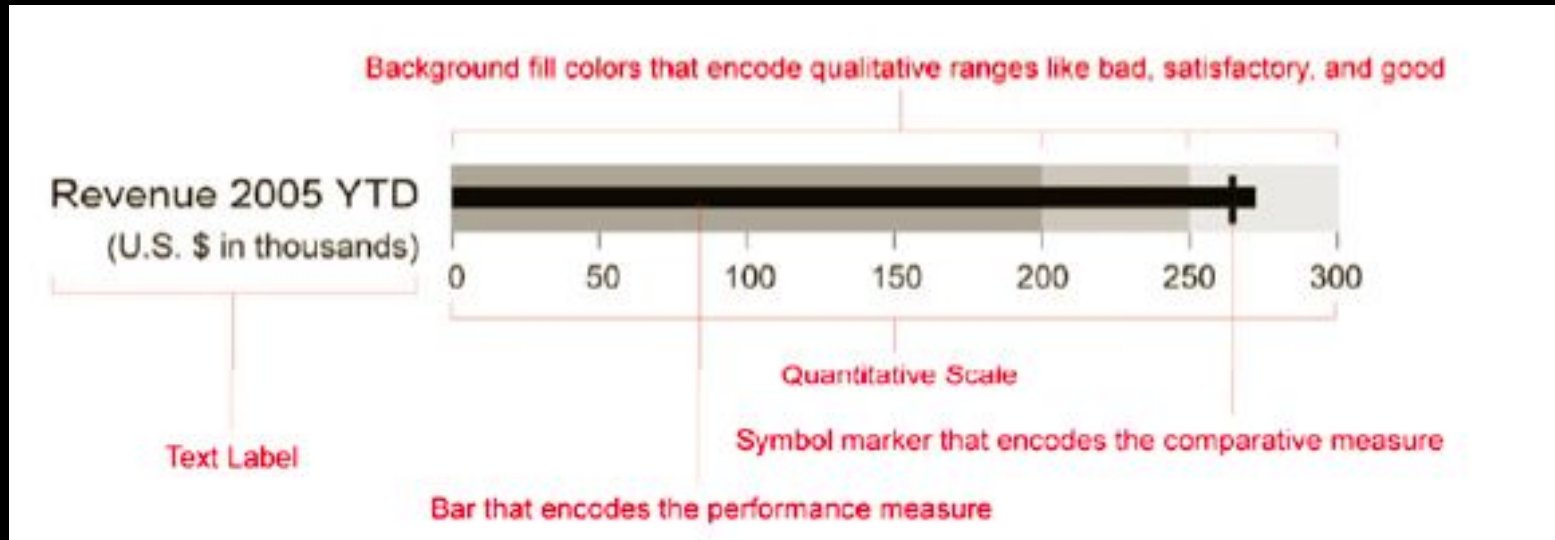 Background fill colors that encode qualitative ranges like bad, satisfactory, and good
Revenue 2005 YTD
(U.S. $ in thousands)
0 50 100 150 200 250 300
Quantitative Scale
Symbol marker that encodes the comparative measure
Text Label
Bar that encodes the performance measure